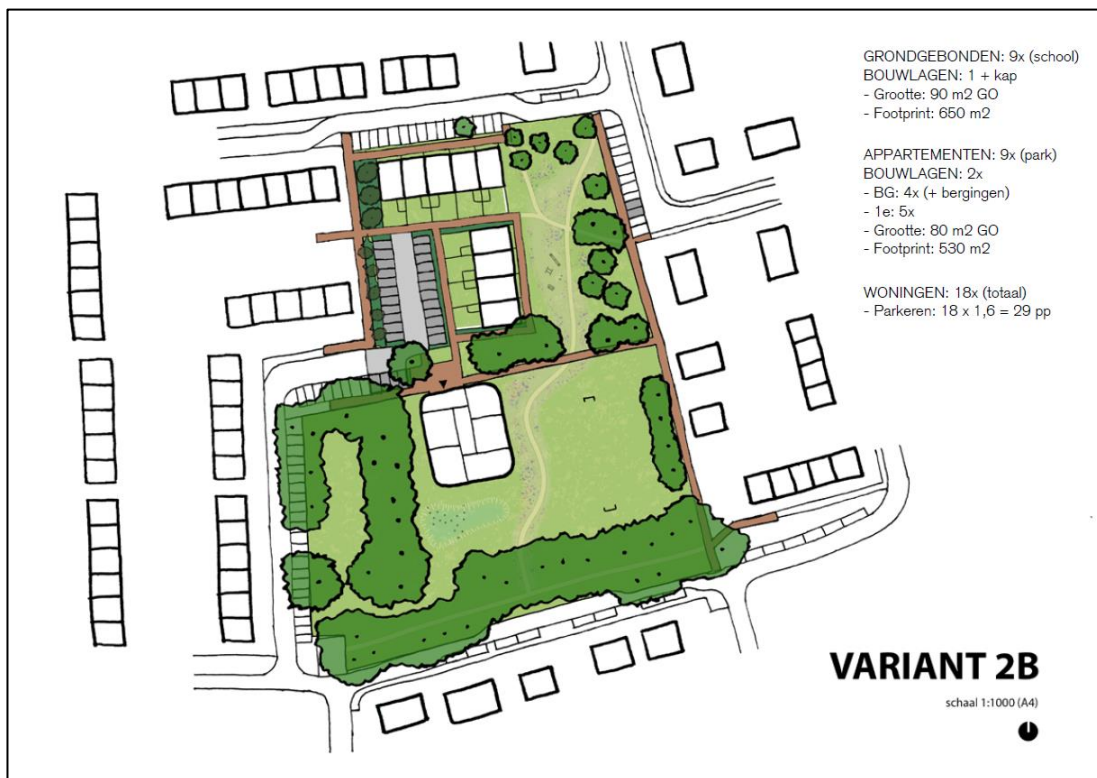 GRONDGEBONDEN: 9x (school)
BOUWLAGEN: 1 + kap
- Grootte: 90 m2 GO
- Footprint: 650 m2
APPARTEMENTEN: 9x (park)
BOUWLAGEN: 2x
- BG: 4x (+ bergingen)
- 1e: 5x
- Grootte: 80 m2 GO
- Footprint: 530 m2
WONINGEN: 18x (totaal)
- Parkeren: 18 x 1,6 = 29 pp
VARIANT 2B
schaal 1:1000 (A4)